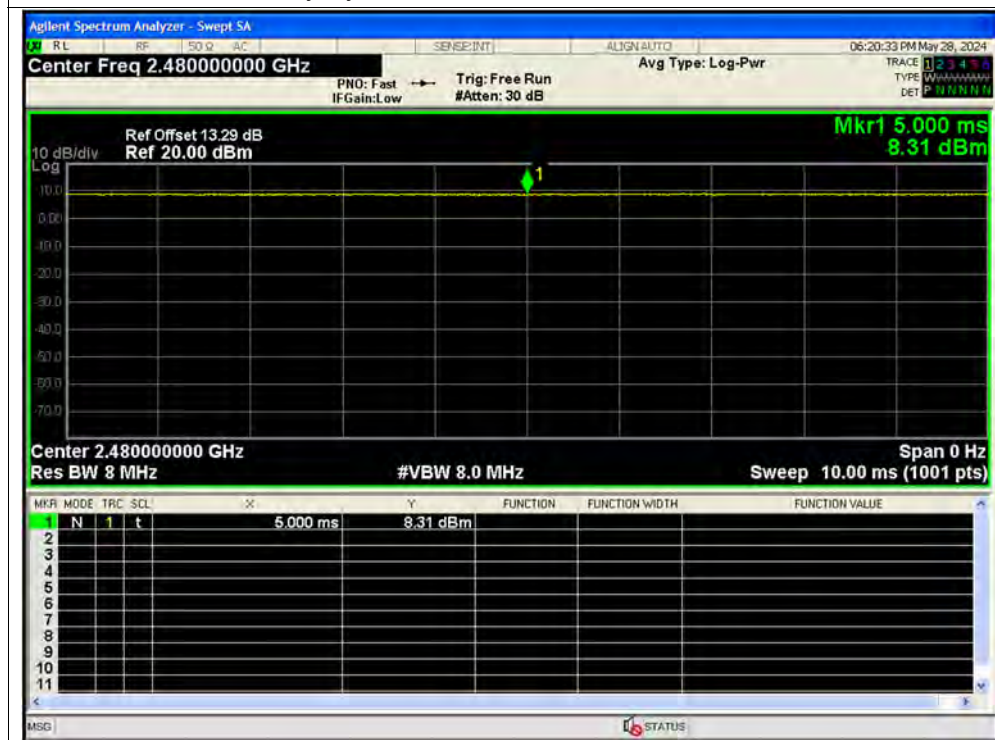 Agilent Spectrum Analyzer - Swept SA
RL RF 50 Ω AC SENSE:INT ALIGN AUTO 06:20:33 PM May 28, 2024
Center Freq 2.480000000 GHz Avg Type: Log-Pwr TRACE 1 2 3 4 5 6
PNO: Fast Trig: Free Run TYPE
IFGain:Low #Atten: 30 dB DET P N N N N N
Mkr1 5.000 ms
Ref Offset 13.29 dB
10 dB/div Ref 20.00 dBm 8.31 dBm
Log
1
10.0
0.00
-10.0
-20.0
-30.0
-40.0
-50.0
-60.0
-70.0
Center 2.480000000 GHz Span 0 Hz
Res BW 8 MHz #VBW 8.0 MHz Sweep 10.00 ms (1001 pts)
MKR MODE TRC SCL X Y FUNCTION FUNCTION WIDTH FUNCTION VALUE
1 N 1 t 5.000 ms 8.31 dBm
2
3
4
5
6
7
8
9
10
11
MSG STATUS